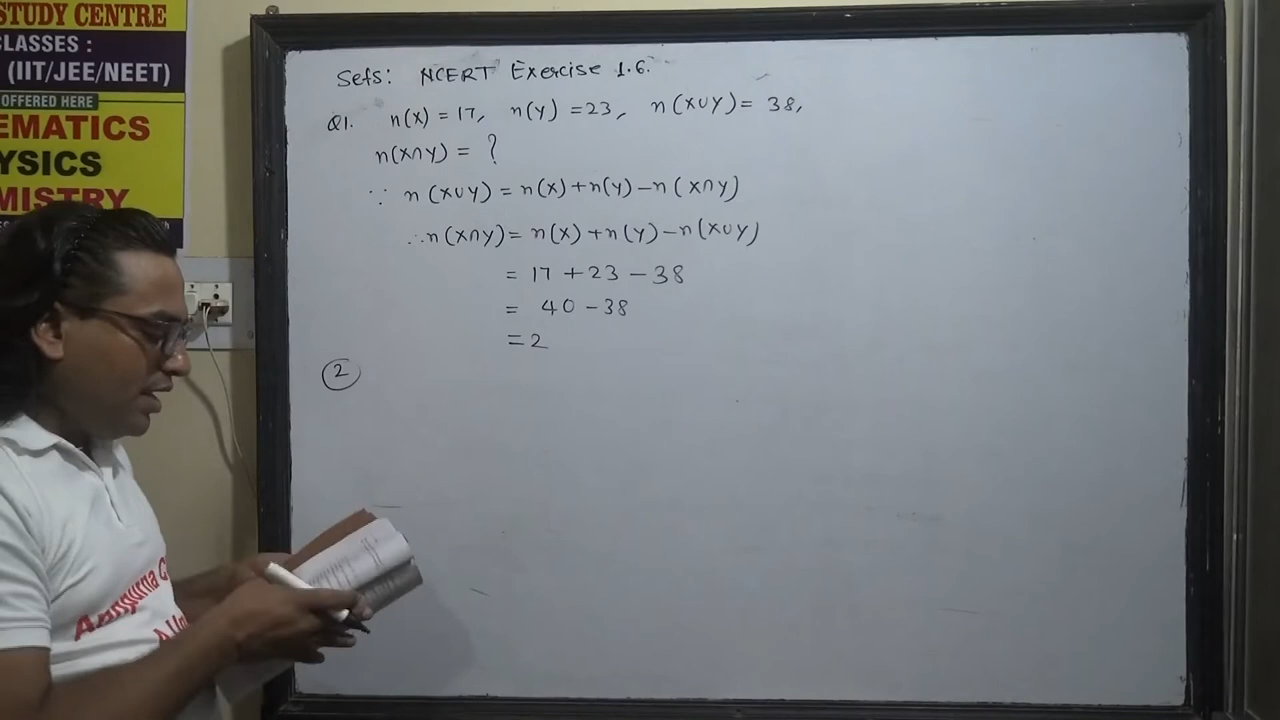 STUDY CENTRE
CLASSES :
(IIT/JEE/NEET)
OFFERED HERE
EMATICS
YSICS
MISTRY
Sets: NCERT Exercise 1.6.
Q1. n(X) = 17, n(Y) = 23, n(X∪Y) = 38,
n(X∩Y) = ?
∵ n(X∪Y) = n(X)+n(Y)-n(X∩Y)
∴ n(X∩Y) = n(X)+n(Y)-n(X∪Y)
= 17 + 23 - 38
= 40 - 38
= 2
2
Annpurna